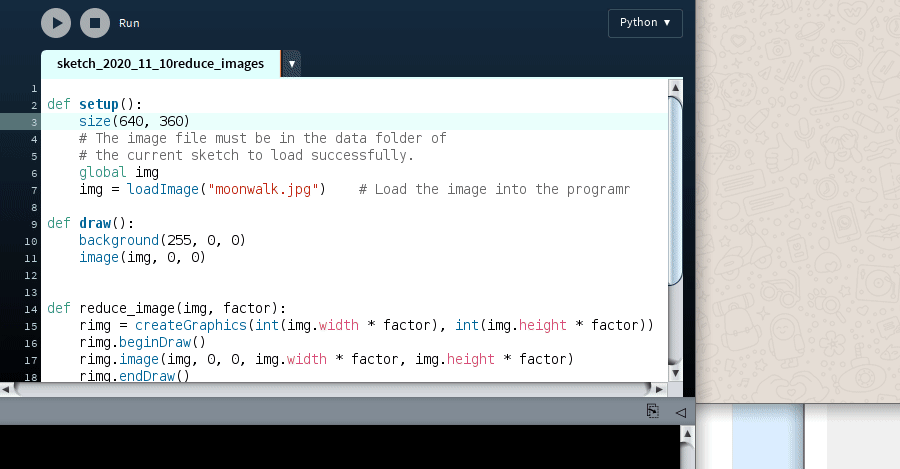 Run
Python ▼
sketch_2020_11_10reduce_images ▼
1
2 def setup():
3 size(640, 360)
4 # The image file must be in the data folder of
5 # the current sketch to load successfully.
6 global img
7 img = loadImage("moonwalk.jpg")    # Load the image into the programr
8
9 def draw():
10 background(255, 0, 0)
11 image(img, 0, 0)
12
13
14 def reduce_image(img, factor):
15 rimg = createGraphics(int(img.width * factor), int(img.height * factor))
16 rimg.beginDraw()
17 rimg.image(img, 0, 0, img.width * factor, img.height * factor)
18 rimg.endDraw()